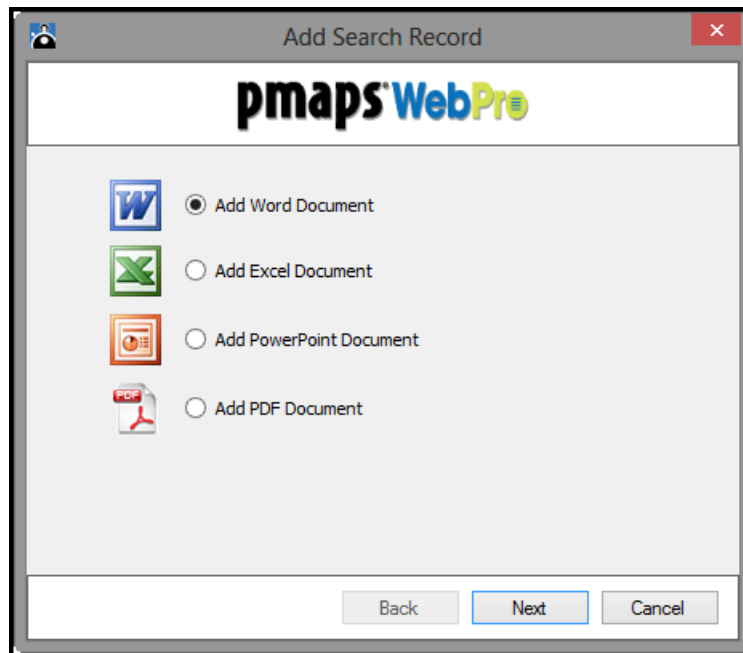 Add Search Record
pmaps WebPro
Add Word Document
Add Excel Document
Add PowerPoint Document
PDF
Add PDF Document
Back Next Cancel